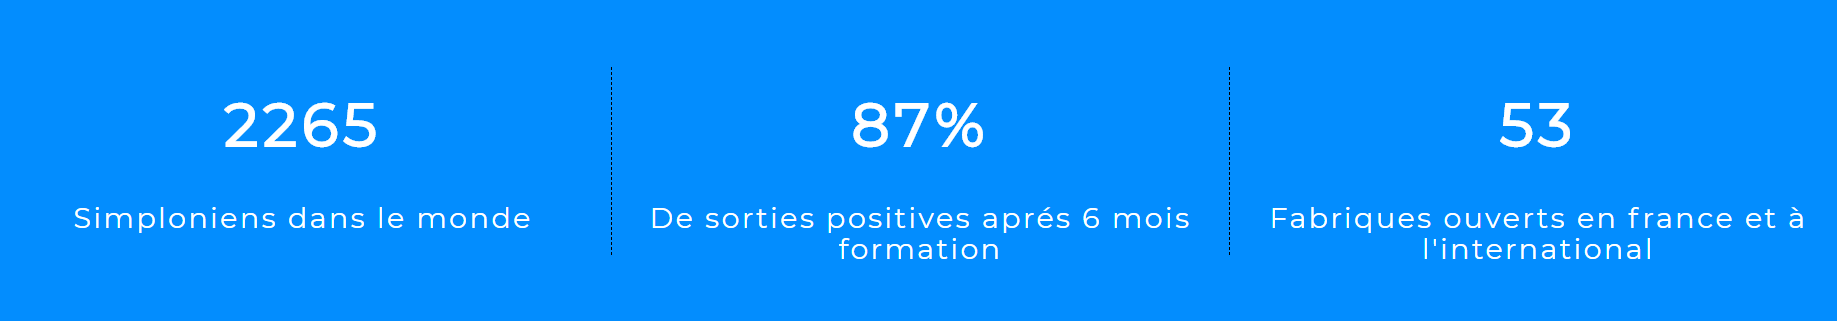 2265
Simploniens dans le monde
87%
De sorties positives aprés 6 mois
formation
53
Fabriques ouverts en france et à
l'international